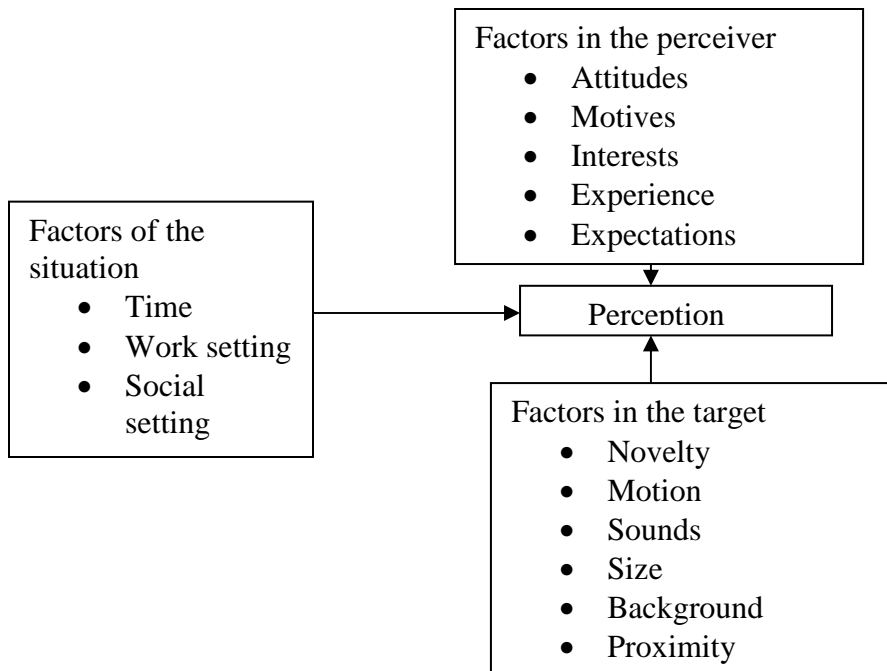 Factors in the perceiver
• Attitudes
• Motives
• Interests
• Experience
• Expectations
Factors of the
situation
• Time
• Work setting
• Social
setting
Perception
Factors in the target
• Novelty
• Motion
• Sounds
• Size
• Background
• Proximity